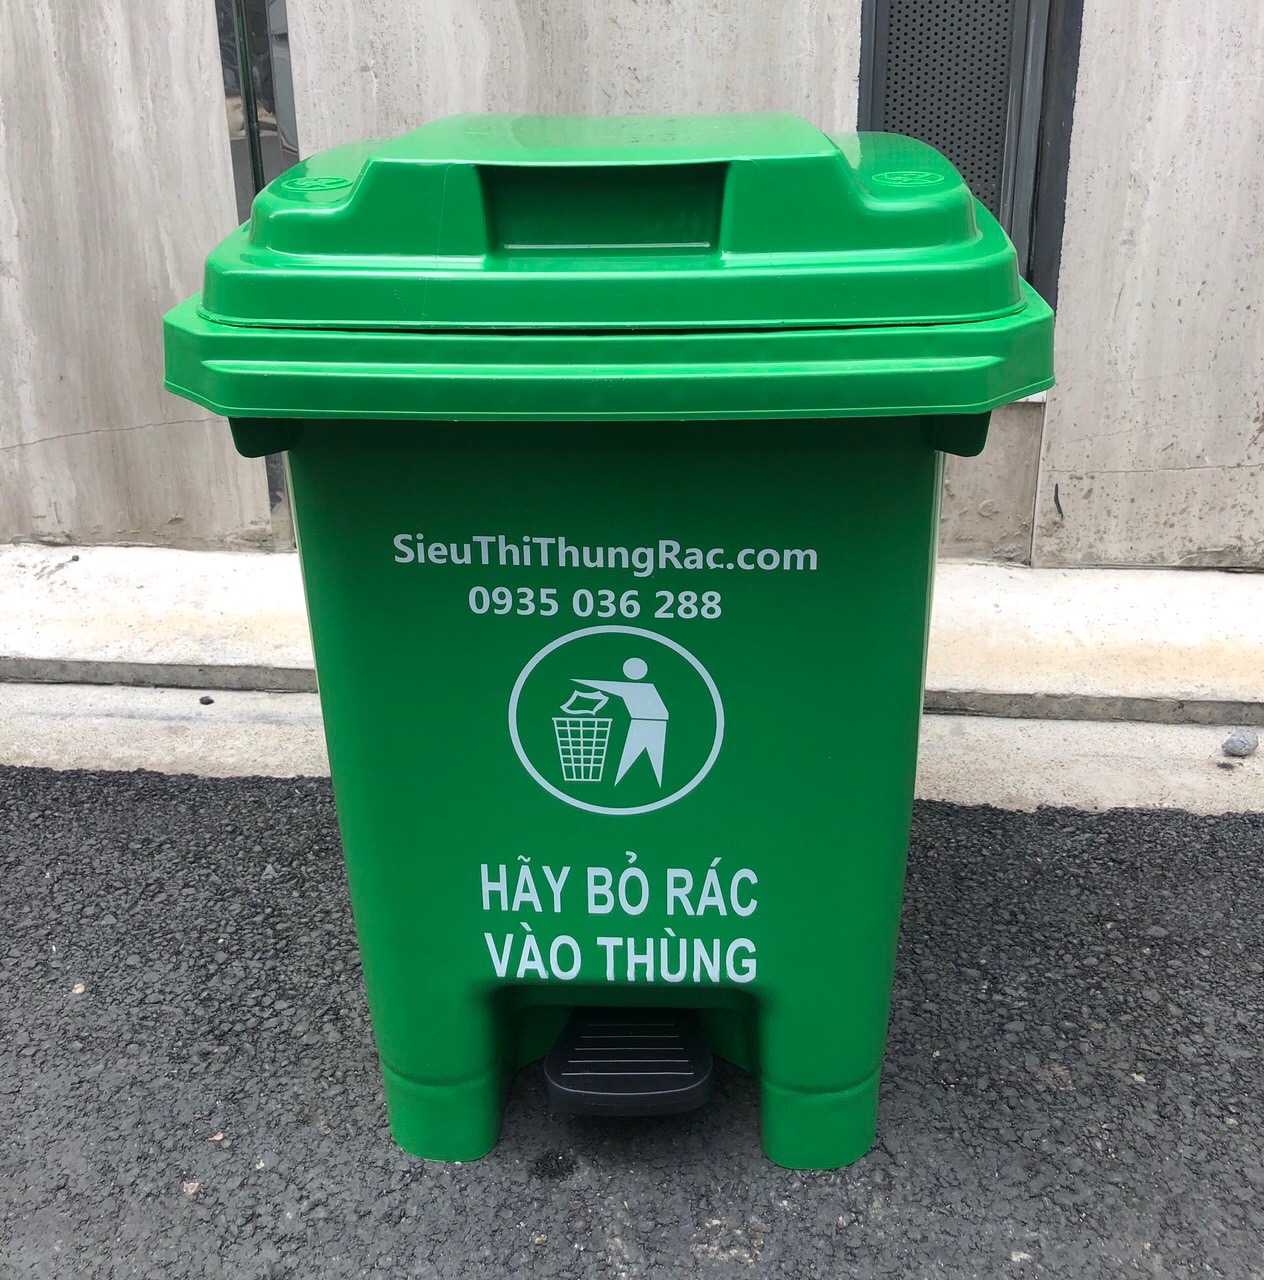 SieuThiThungRac.com
0935 036 288
HÃY BỎ RÁC
VÀO THÙNG